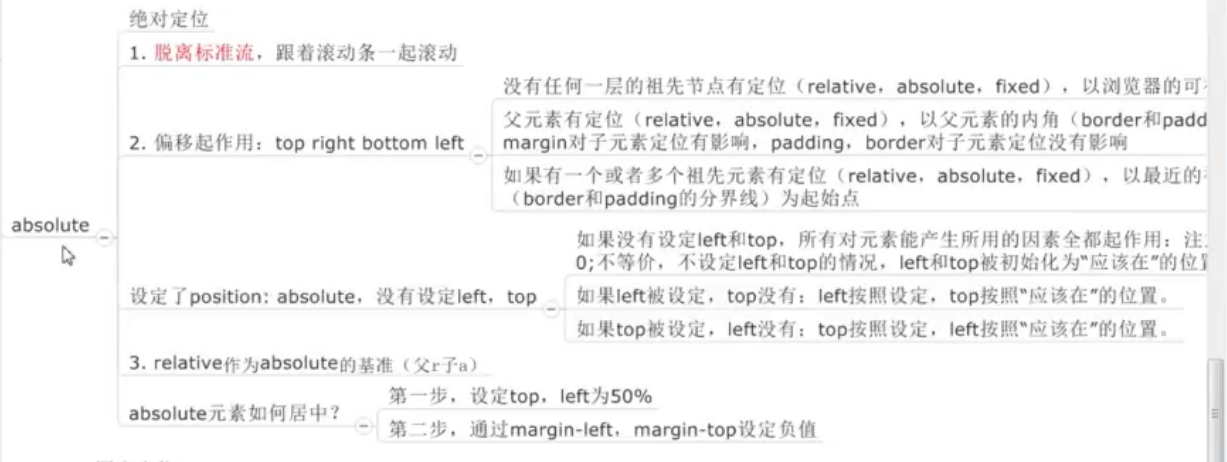 绝对定位
1. 脱离标准流，跟着滚动条一起滚动
2. 偏移起作用：top right bottom left
没有任何一层的祖先节点有定位（relative，absolute，fixed），以浏览器的可
父元素有定位（relative，absolute，fixed），以父元素的内角（border和padd
margin对子元素定位有影响，padding，border对子元素定位没有影响
如果有一个或者多个祖先元素有定位（relative，absolute，fixed），以最近的
（border和padding的分界线）为起始点
absolute
如果没有设定left和top，所有对元素能产生所用的因素全都起作用：注
0;不等价，不设定left和top的情况，left和top被初始化为“应该在”的位
设定了position: absolute，没有设定left，top
如果left被设定，top没有：left按照设定，top按照“应该在”的位置。
如果top被设定，left没有：top按照设定，left按照“应该在”的位置。
3. relative作为absolute的基准（父r子a）
absolute元素如何居中？
第一步，设定top，left为50%
第二步，通过margin-left，margin-top设定负值